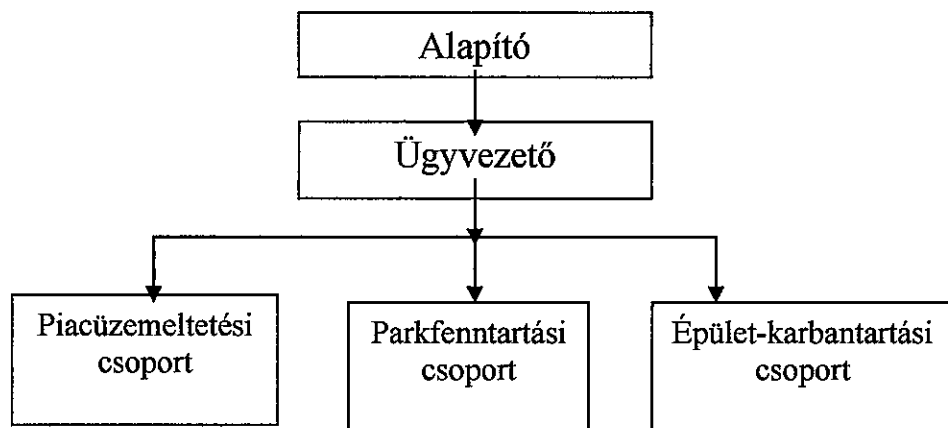 Alapító
Ügyvezető
Piacüzemeltetési
csoport
Parkfenntartási
csoport
Épület-karbantartási
csoport